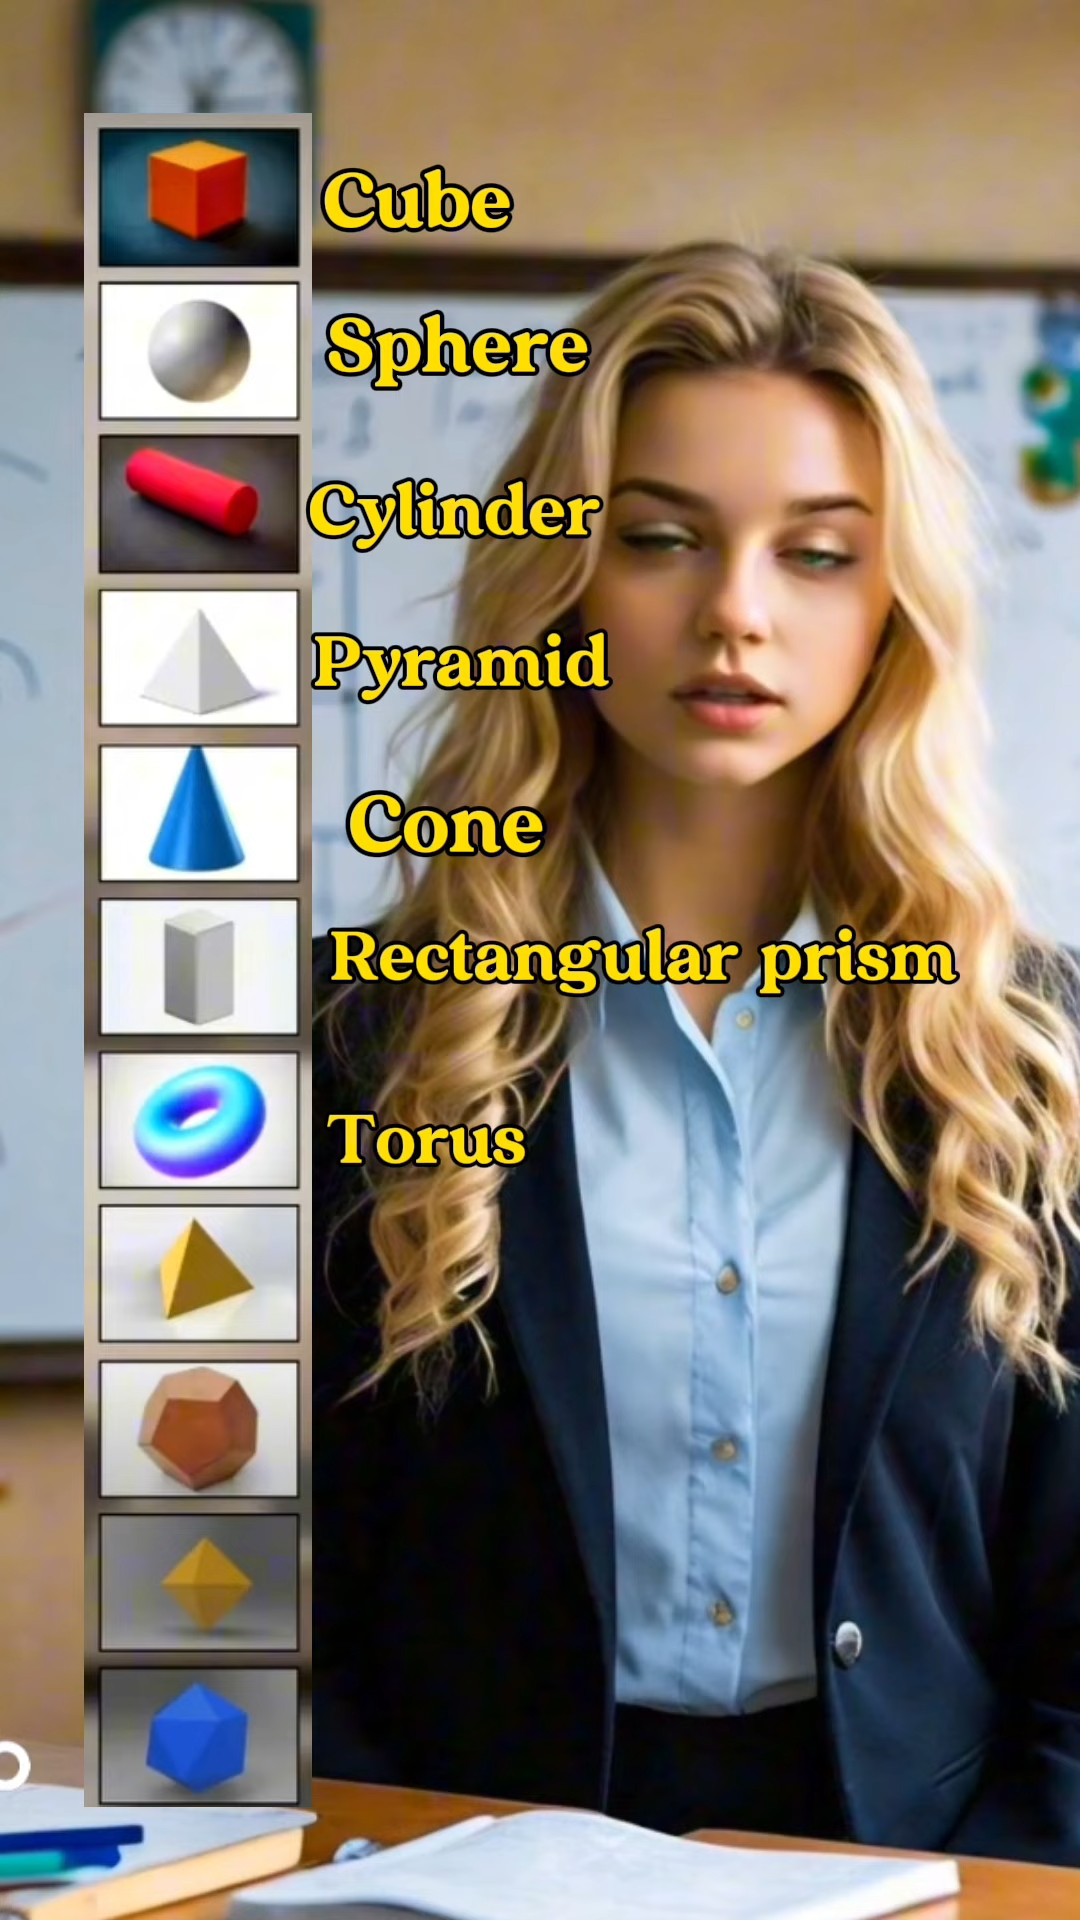 Cube
Sphere
Cylinder
Pyramid
Cone
Rectangular prism
Torus